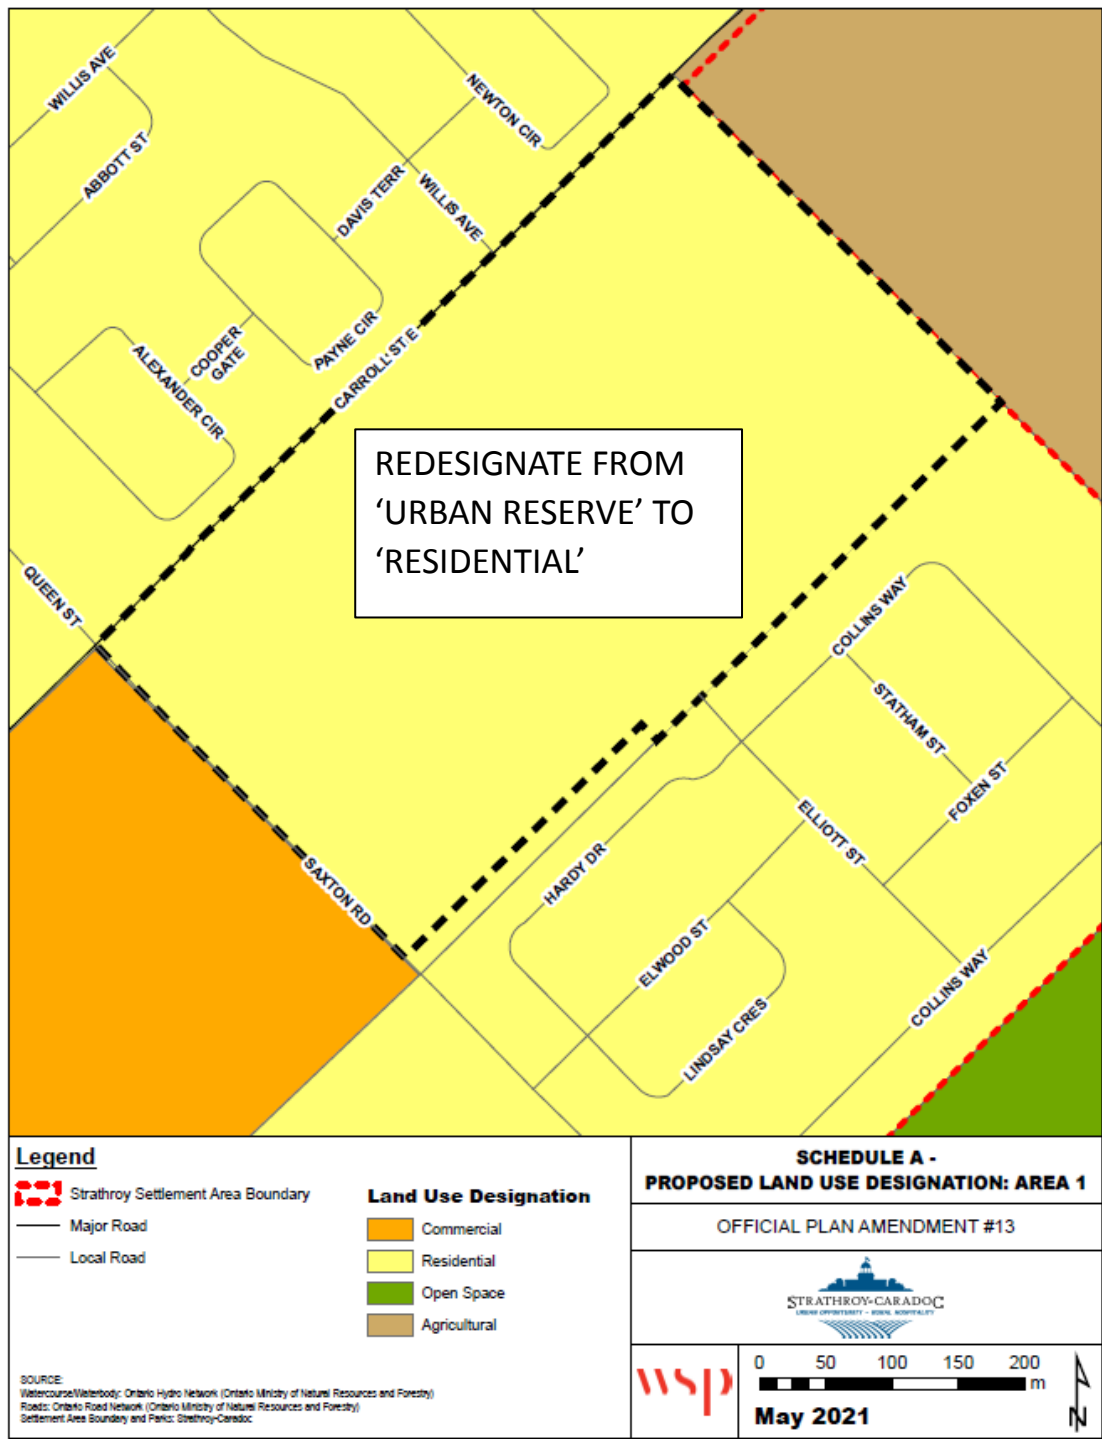 WILLIS AVE
ABBOTT ST
NEWTON CIR
DAVIS TERR
WILLIS AVE
COOPER
GATE
PAYNE CIR
ALEXANDER CIR
CARROLL ST E
REDESIGNATE FROM
‘URBAN RESERVE’ TO
‘RESIDENTIAL’
QUEEN ST
COLLINS WAY
STATHAM ST
FOXEN ST
ELLIOTT ST
HARDY DR
SAXTON RD
ELWOOD ST
LINDSAY CRES
COLLINS WAY
Legend
Strathroy Settlement Area Boundary
Major Road
Local Road
Land Use Designation
Commercial
Residential
Open Space
Agricultural
SOURCE:
Watercourse/Waterbody: Ontario Hydro Network (Ontario Ministry of Natural Resources and Forestry)
Roads: Ontario Road Network (Ontario Ministry of Natural Resources and Forestry)
Settlement Area Boundary and Parks: Strathroy-Caradoc
SCHEDULE A -
PROPOSED LAND USE DESIGNATION: AREA 1
OFFICIAL PLAN AMENDMENT #13
STRATHROY-CARADOC
URBAN OPPORTUNITY - RURAL HOSPITALITY
wsp
0 50 100 150 200
m
May 2021
N